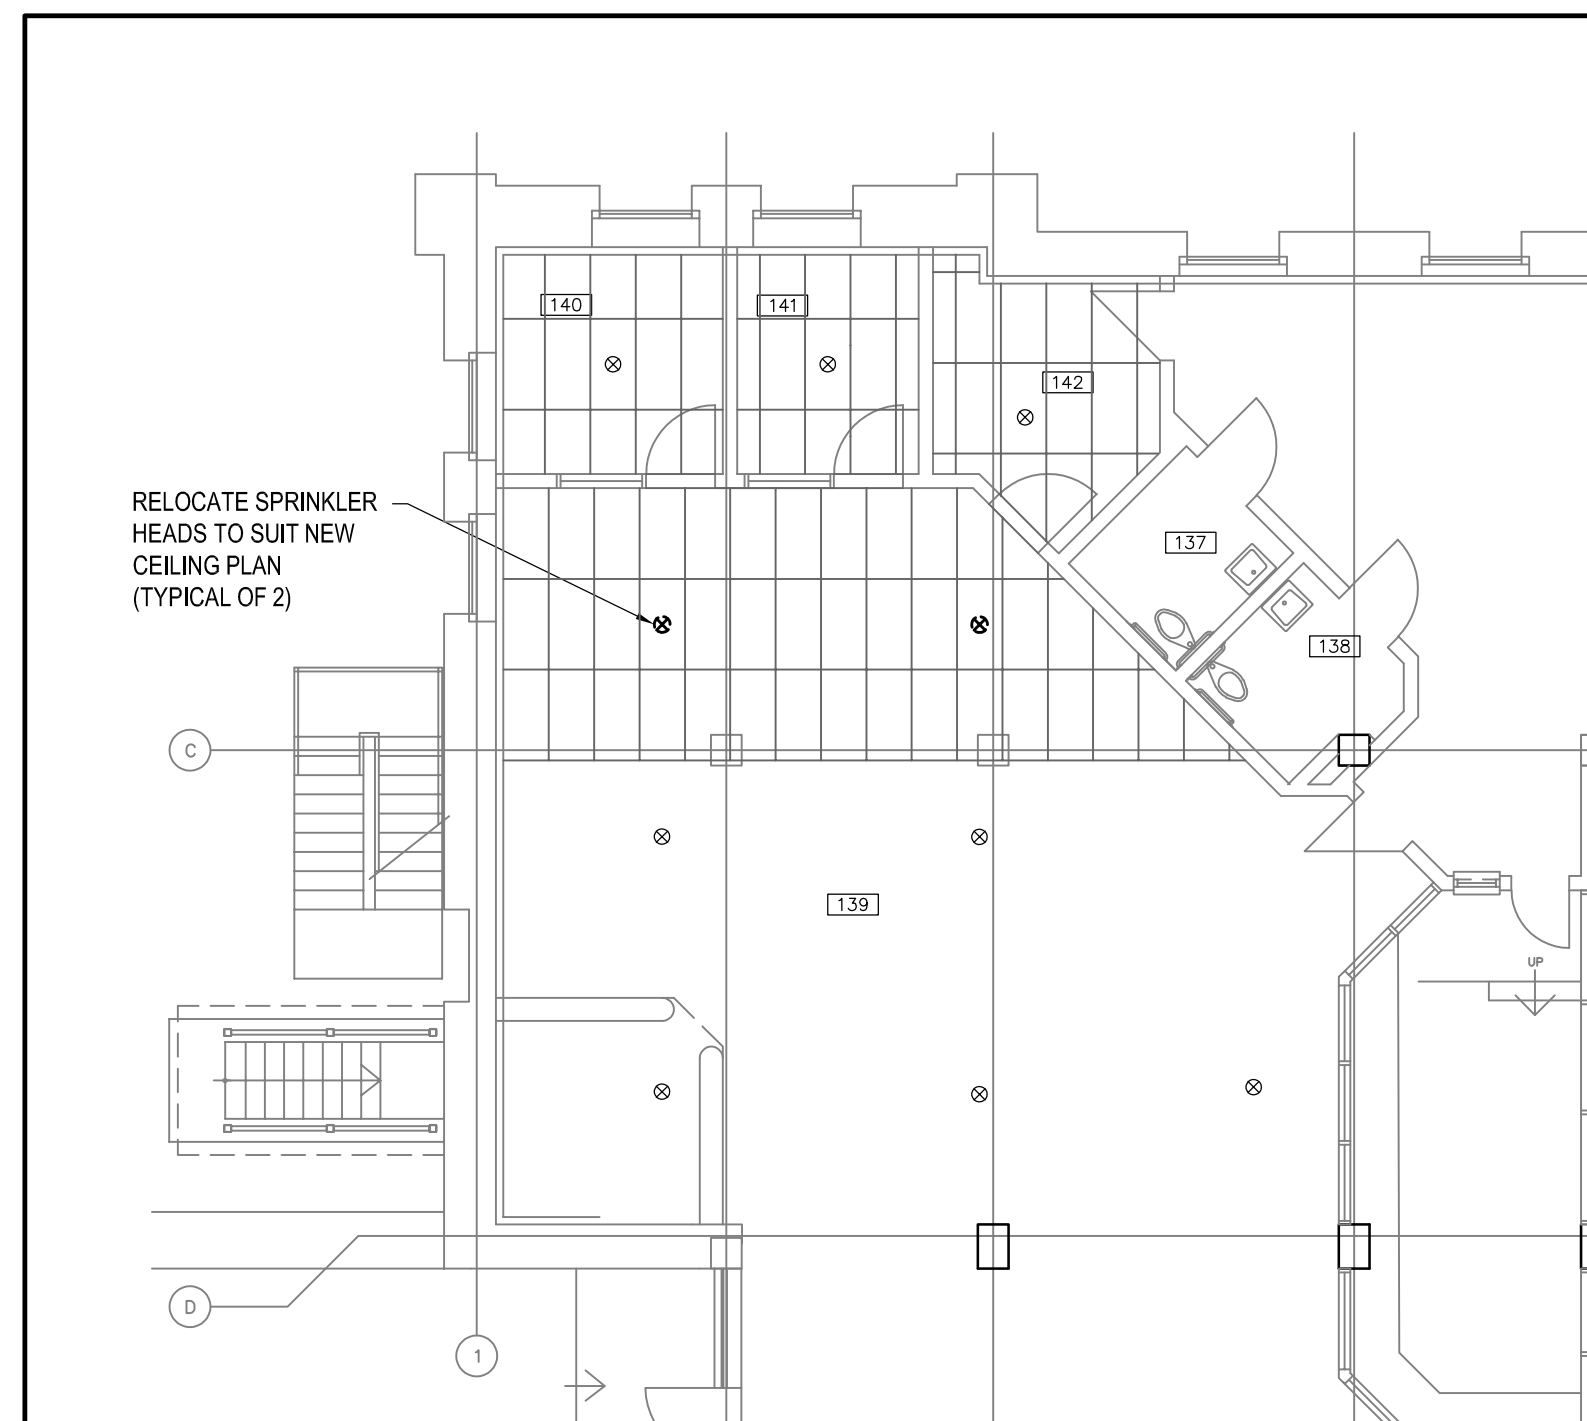 140
141
142
RELOCATE SPRINKLER
HEADS TO SUIT NEW
CEILING PLAN
(TYPICAL OF 2)
137
138
C
139
UP
D
1